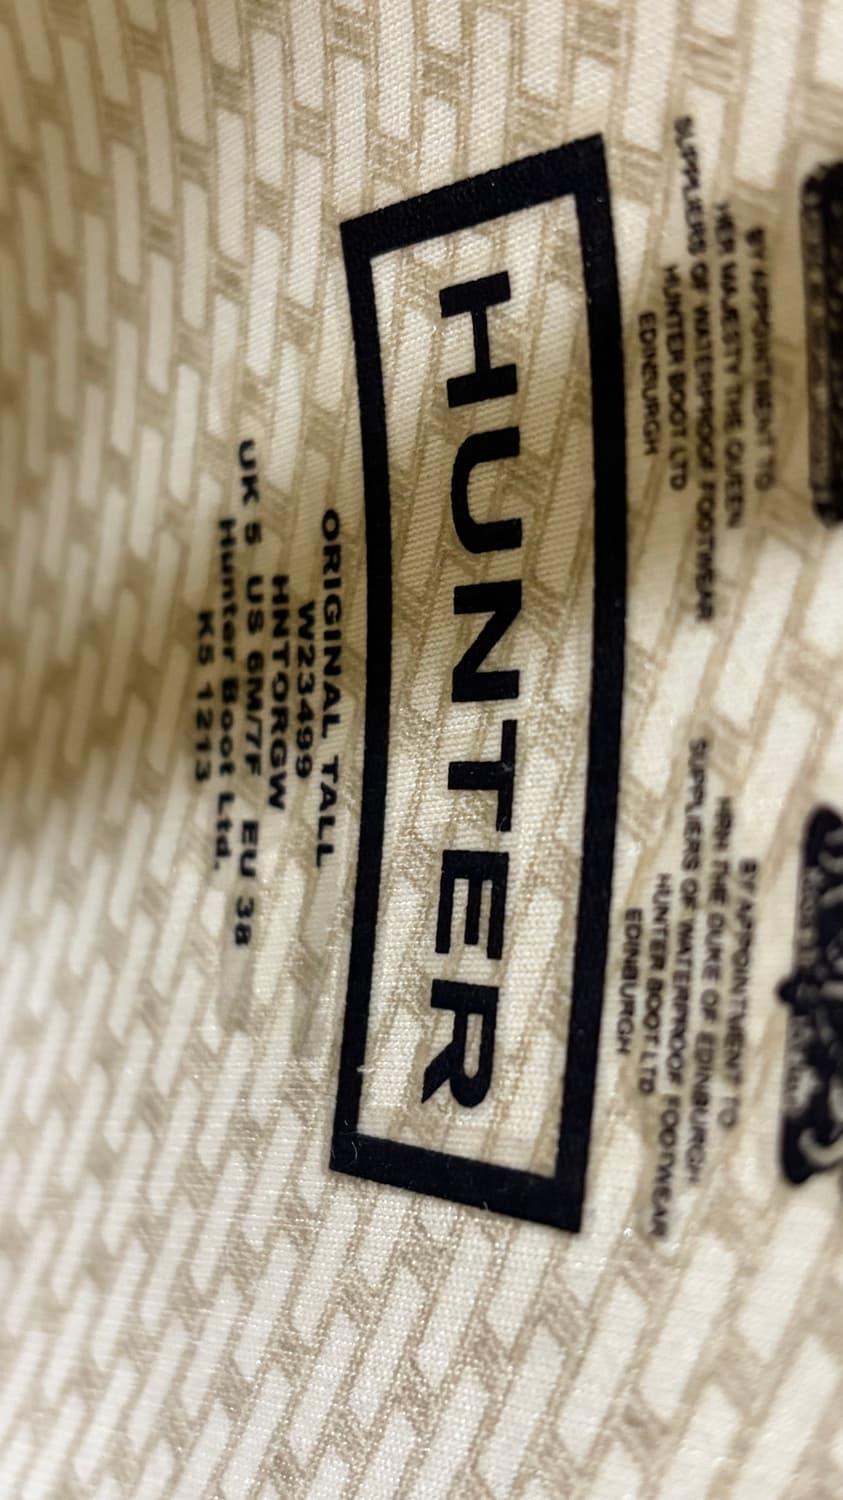 BY APPOINTMENT TO
HER MAJESTY THE QUEEN
SUPPLIERS OF WATERPROOF FOOTWEAR
HUNTER BOOT LTD
EDINBURGH
BY APPOINTMENT TO
HRH THE DUKE OF EDINBURGH
SUPPLIERS OF WATERPROOF FOOTWEAR
HUNTER BOOT LTD
EDINBURGH
HUNTER
ORIGINAL TALL
W23499
HNTORGW
UK 5 US 6M/7F EU 38
Hunter Boot Ltd.
KS 1213